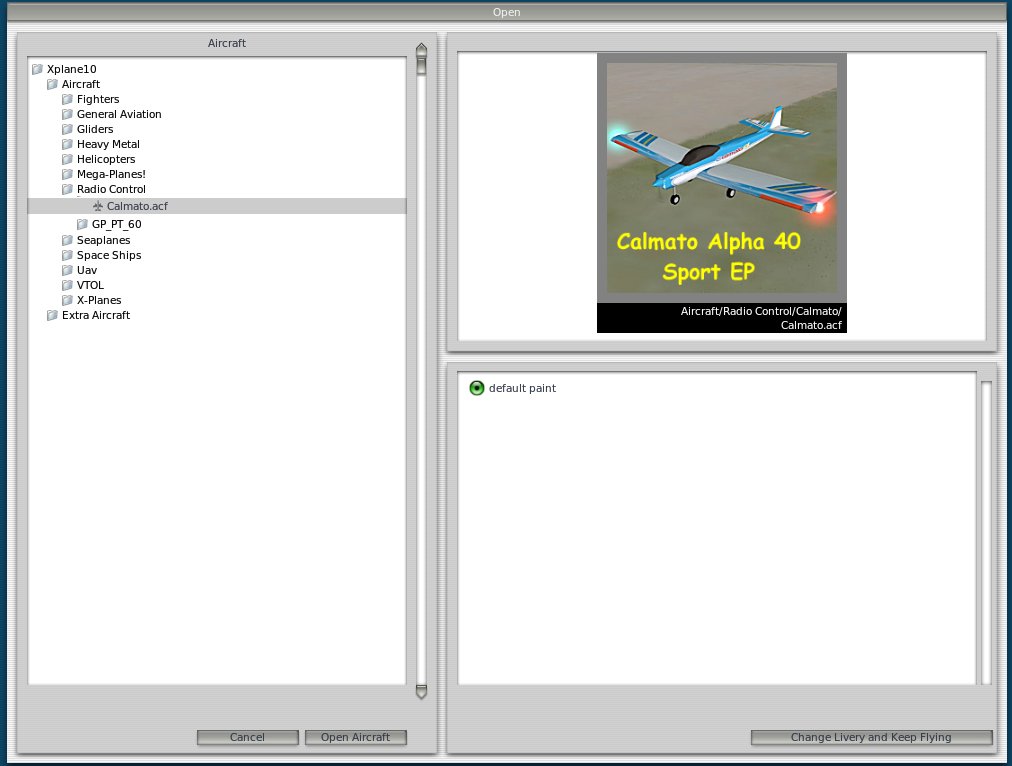 Open
Aircraft
Xplane10
Aircraft
Fighters
General Aviation
Gliders
Heavy Metal
Helicopters
Mega-Planes!
Radio Control
Calmato.acf
GP_PT_60
Seaplanes
Space Ships
Uav
VTOL
X-Planes
Extra Aircraft
Cancel
Open Aircraft
Calmato Alpha 40
Sport EP
Aircraft/Radio Control/Calmato/
Calmato.acf
default paint
Change Livery and Keep Flying